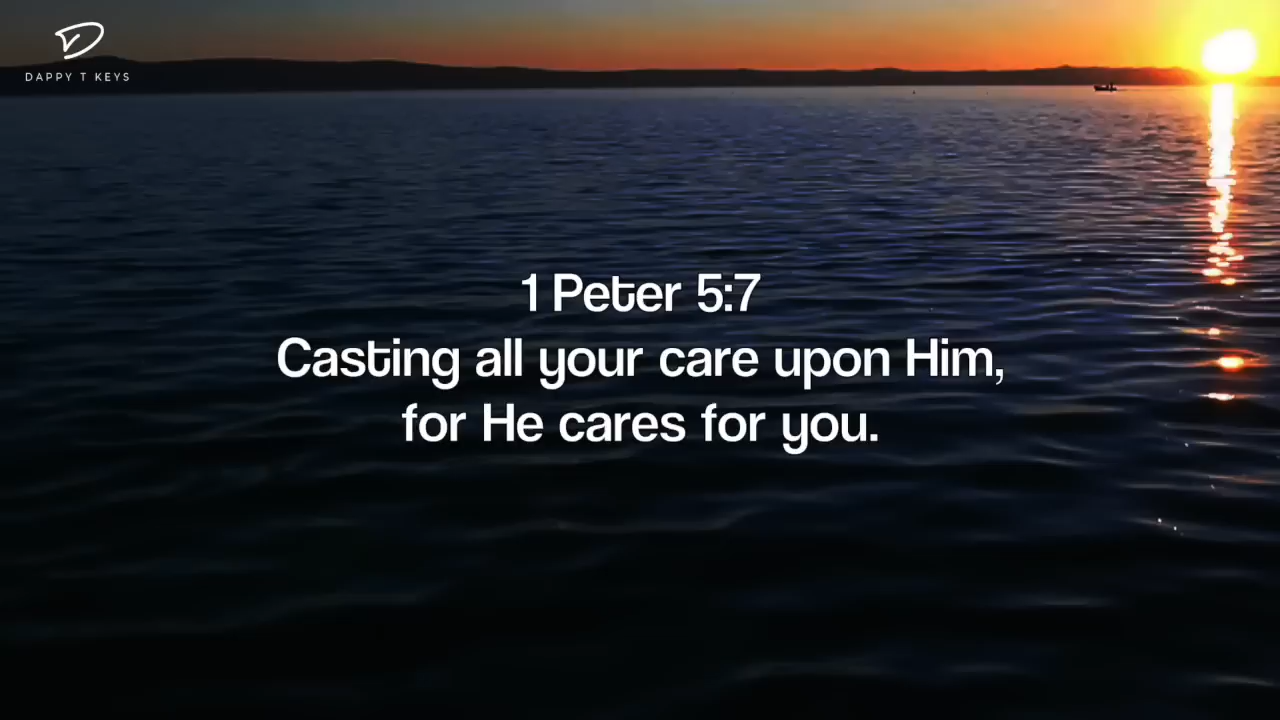 DAPPY T KEYS
1 Peter 5:7
Casting all your care upon Him,
for He cares for you.